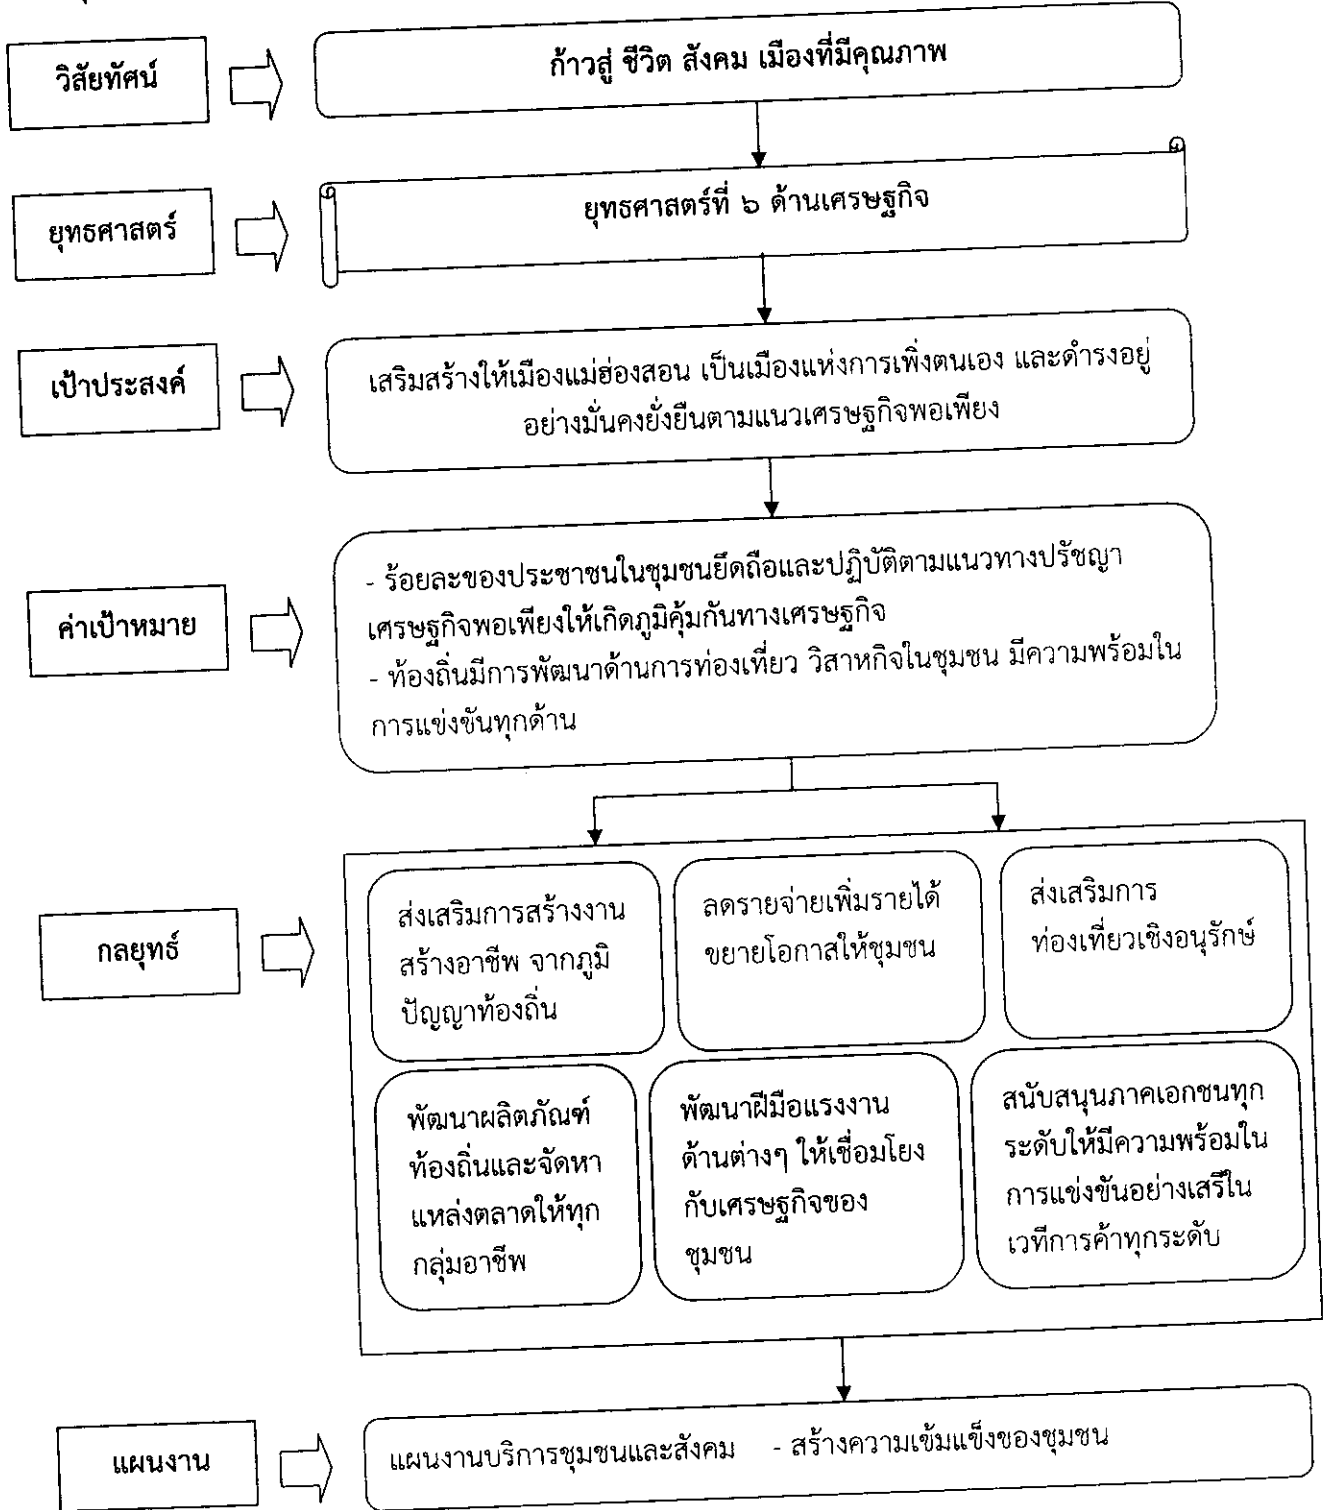 วิสัยทัศน์
ก้าวสู่ ชีวิต สังคม เมืองที่มีคุณภาพ
ยุทธศาสตร์
ยุทธศาสตร์ที่ ๖ ด้านเศรษฐกิจ
เป้าประสงค์
เสริมสร้างให้เมืองแม่ฮ่องสอน เป็นเมืองแห่งการเพิ่งตนเอง และดำรงอยู่
อย่างมั่นคงยั่งยืนตามแนวเศรษฐกิจพอเพียง
ค่าเป้าหมาย
- ร้อยละของประชาชนในชุมชนยึดถือและปฏิบัติตามแนวทางปรัชญา
เศรษฐกิจพอเพียงให้เกิดภูมิคุ้มกันทางเศรษฐกิจ
- ท้องถิ่นมีการพัฒนาด้านการท่องเที่ยว วิสาหกิจในชุมชน มีความพร้อมใน
การแข่งขันทุกด้าน
กลยุทธ์
ส่งเสริมการสร้างงาน
สร้างอาชีพ จากภูมิ
ปัญญาท้องถิ่น
ลดรายจ่ายเพิ่มรายได้
ขยายโอกาสให้ชุมชน
ส่งเสริมการ
ท่องเที่ยวเชิงอนุรักษ์
พัฒนาผลิตภัณฑ์
ท้องถิ่นและจัดหา
แหล่งตลาดให้ทุก
กลุ่มอาชีพ
พัฒนาฝีมือแรงงาน
ด้านต่างๆ ให้เชื่อมโยง
กับเศรษฐกิจของ
ชุมชน
สนับสนุนภาคเอกชนทุก
ระดับให้มีความพร้อมใน
การแข่งขันอย่างเสรีใน
เวทีการค้าทุกระดับ
แผนงาน
แผนงานบริการชุมชนและสังคม - สร้างความเข้มแข็งของชุมชน